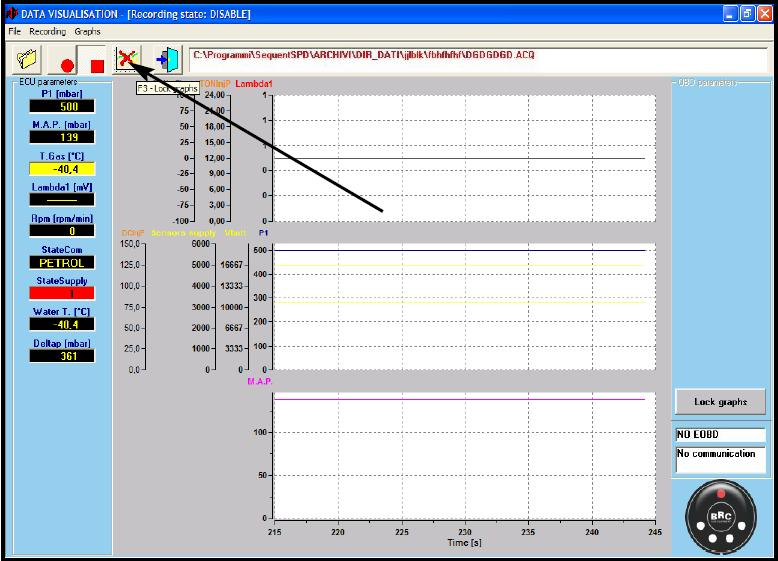 DATA VISUALISATION - [Recording state: DISABLE]
File Recording Graphs
C:\Programmi\SequentSPD\ARCHIVI\DIR_DATI\jjlblk\fbhfhfhf\DGDGDGD.ACQ
F3 - Lock graphs
ECU parameters
P1 [mbar]
500
M.A.P. [mbar]
139
T.Gas [°C]
-40,4
Lambda1 [mV]
Rpm [rpm/min]
0
StateCom
PETROL
StateSupply
1
Water T. [°C]
-40,4
Deltap [mbar]
361
TONInjP Lambda1
24,00 1
75 21,00 1
50 18,00
25 15,00 1
0 12,00
-25 9,00 0
-50 6,00 0
-75 3,00
-100 0,00 0
DCInjP Sensors supply Vbatt P1
150,0 6000 500
125,0 5000 16667
100,0 4000 13333 400
75,0 3000 10000 300
50,0 2000 6667 200
25,0 1000 3333 100
0,0 0 0 0
M.A.P.
100
50
0
215 220 225 230 235 240 245
Time [s]
OBD parameters
Lock graphs
NO EOBD
No communication
BRC